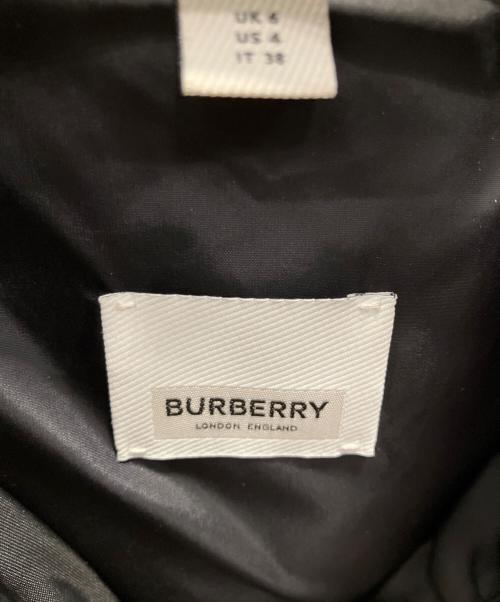 UK 6
US 4
IT 38
BURBERRY
LONDON ENGLAND